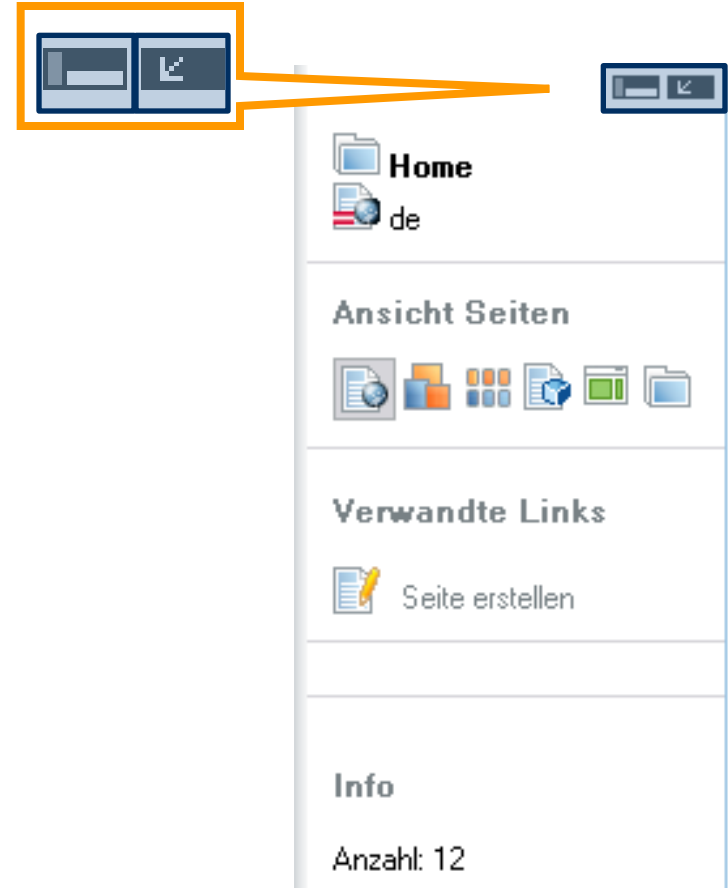 Home
de
Ansicht Seiten
Verwandte Links
Seite erstellen
Info
Anzahl: 12